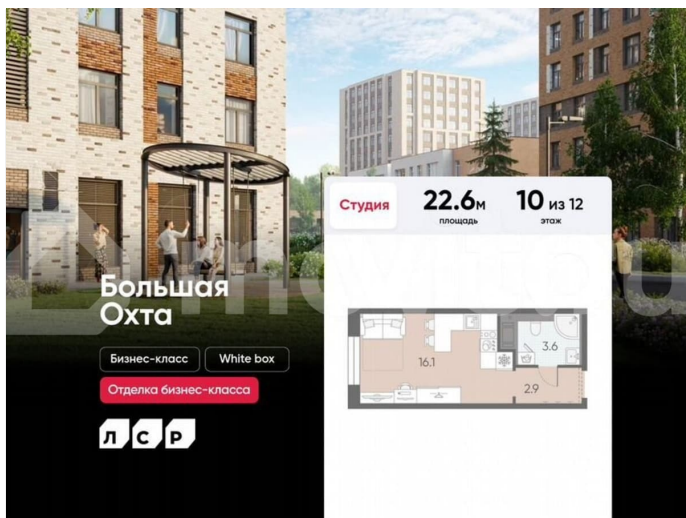 Студия
22.6м
площадь
10 из 12
этаж
Большая
Охта
Бизнес-класс
White box
Отделка бизнес-класса
ЛСР
16.1
3.6
2.9